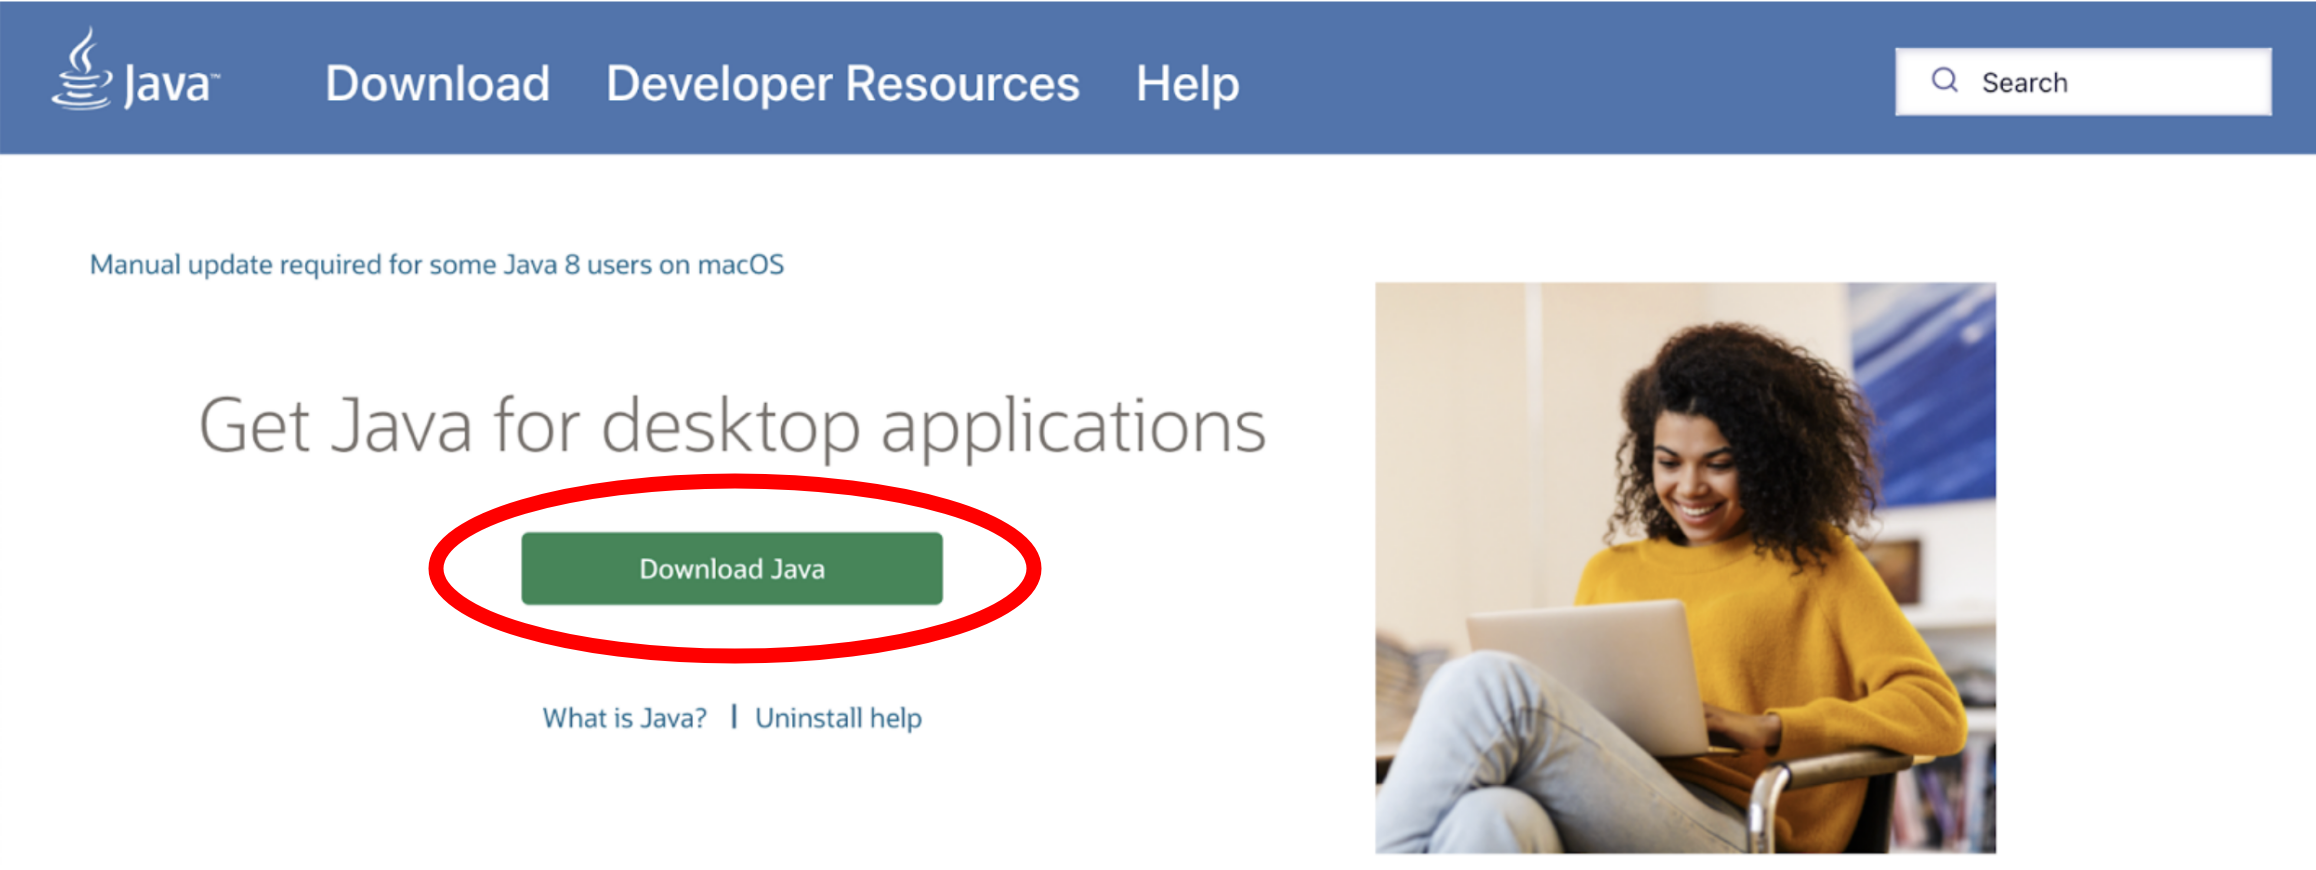 Java™
Download
Developer Resources
Help
Search
Manual update required for some Java 8 users on macOS
Get Java for desktop applications
Download Java
What is Java? | Uninstall help